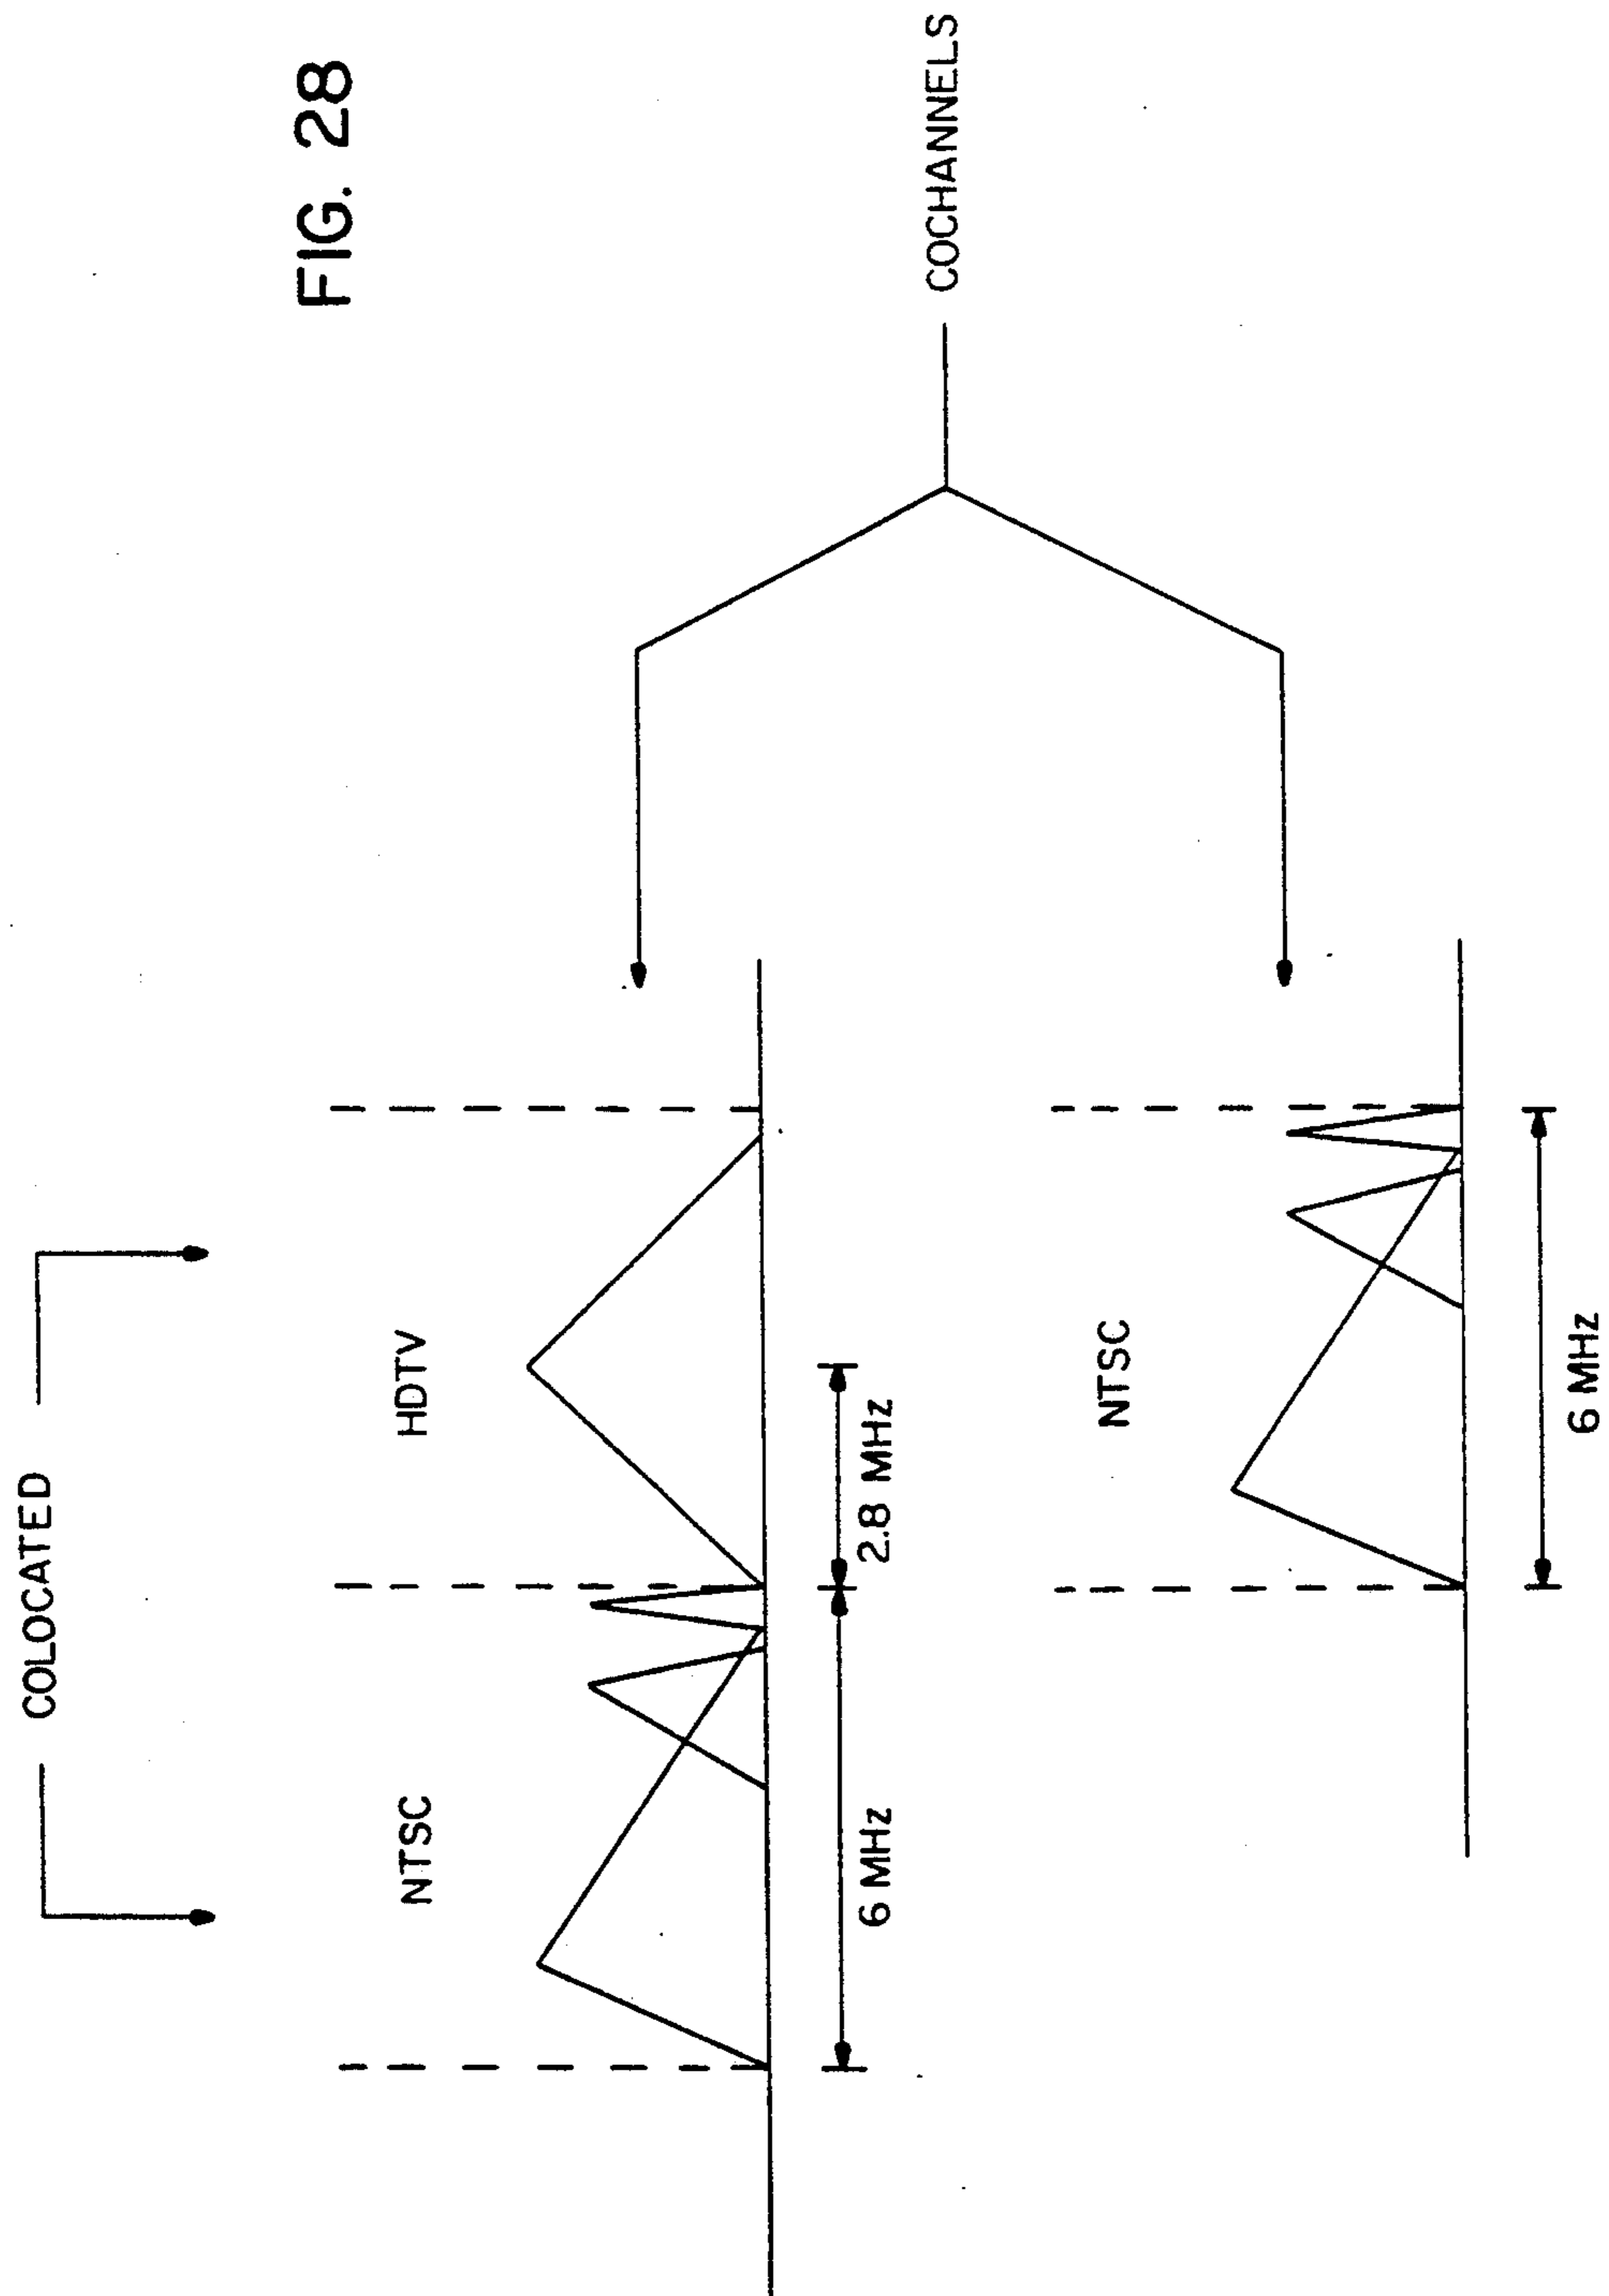 FIG. 28
COLOCATED
NTSC
HDTV
6 MHz
2.8 MHz
COCHANNELS
NTSC
6 MHz